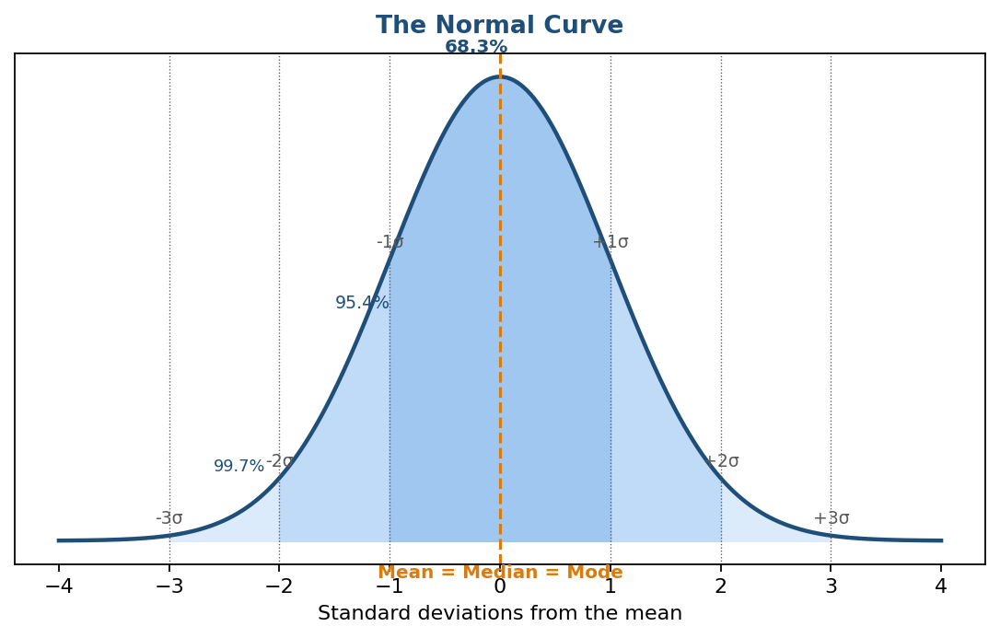 The Normal Curve
68.3%
-1σ
+1σ
95.4%
99.7%
-2σ
+2σ
-3σ
+3σ
Mean = Median = Mode
−4 −3 −2 −1 0 1 2 3 4
Standard deviations from the mean